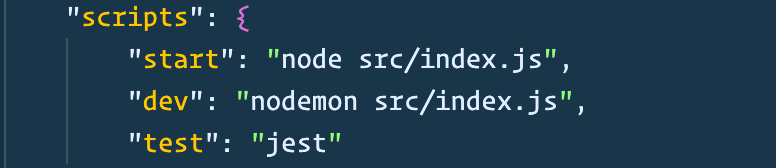 "scripts": {
"start": "node src/index.js",
"dev": "nodemon src/index.js",
"test": "jest"